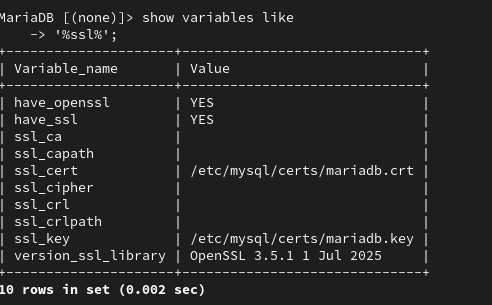 MariaDB [(none)]> show variables like
    -> '%ssl%';
+---------------------+-----------------------------+
| Variable_name       | Value                       |
+---------------------+-----------------------------+
| have_openssl        | YES                         |
| have_ssl            | YES                         |
| ssl_ca              |                             |
| ssl_capath          |                             |
| ssl_cert            | /etc/mysql/certs/mariadb.crt |
| ssl_cipher          |                             |
| ssl_crl             |                             |
| ssl_crlpath         |                             |
| ssl_key             | /etc/mysql/certs/mariadb.key |
| version_ssl_library | OpenSSL 3.5.1 1 Jul 2025    |
+---------------------+-----------------------------+
10 rows in set (0.002 sec)